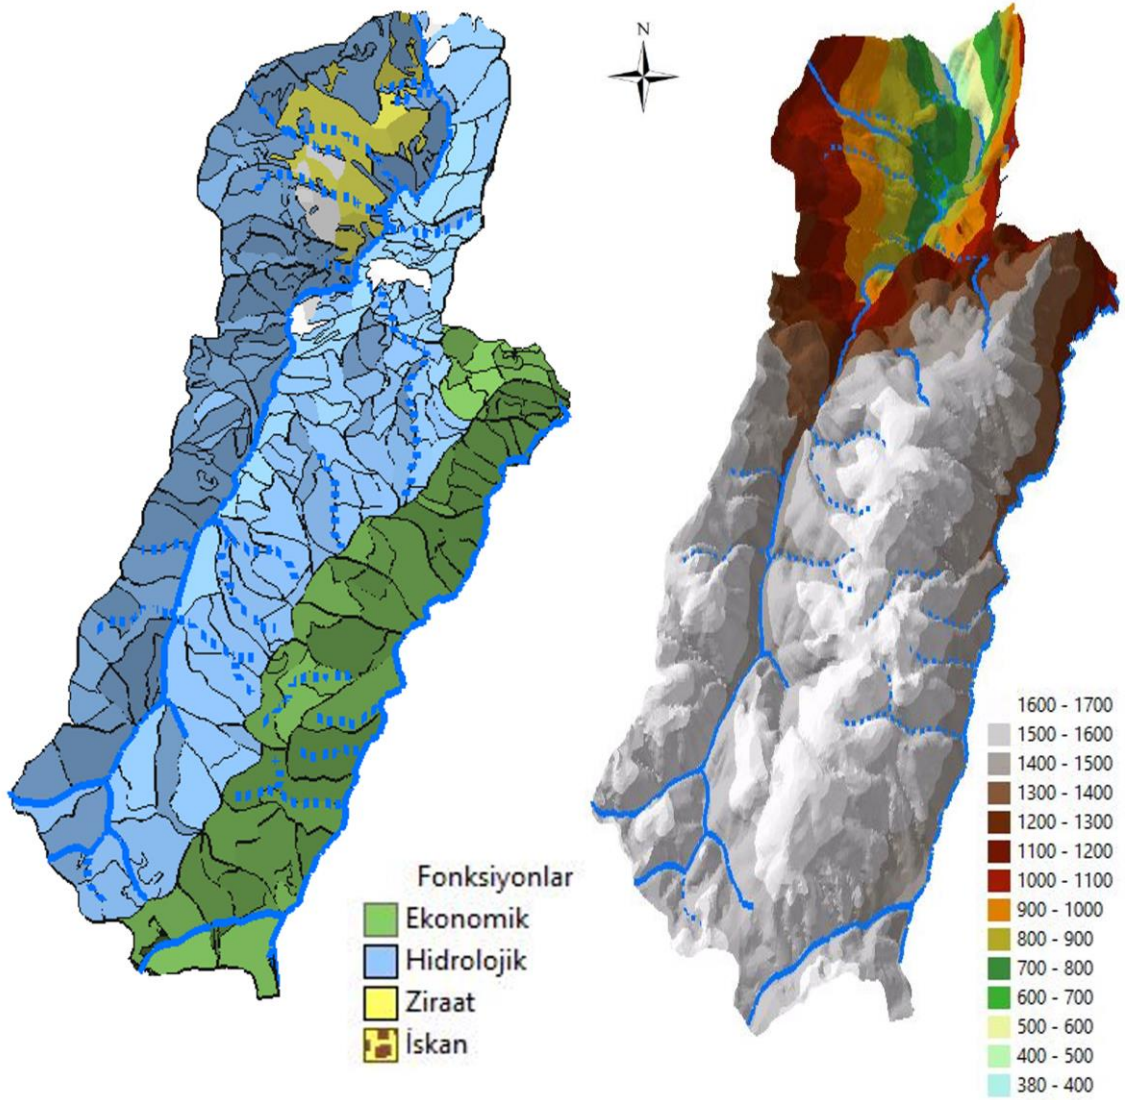 N
Fonksiyonlar
Ekonomik
Hidrolojik
Ziraat
İskan
1600 - 1700
1500 - 1600
1400 - 1500
1300 - 1400
1200 - 1300
1100 - 1200
1000 - 1100
900 - 1000
800 - 900
700 - 800
600 - 700
500 - 600
400 - 500
380 - 400